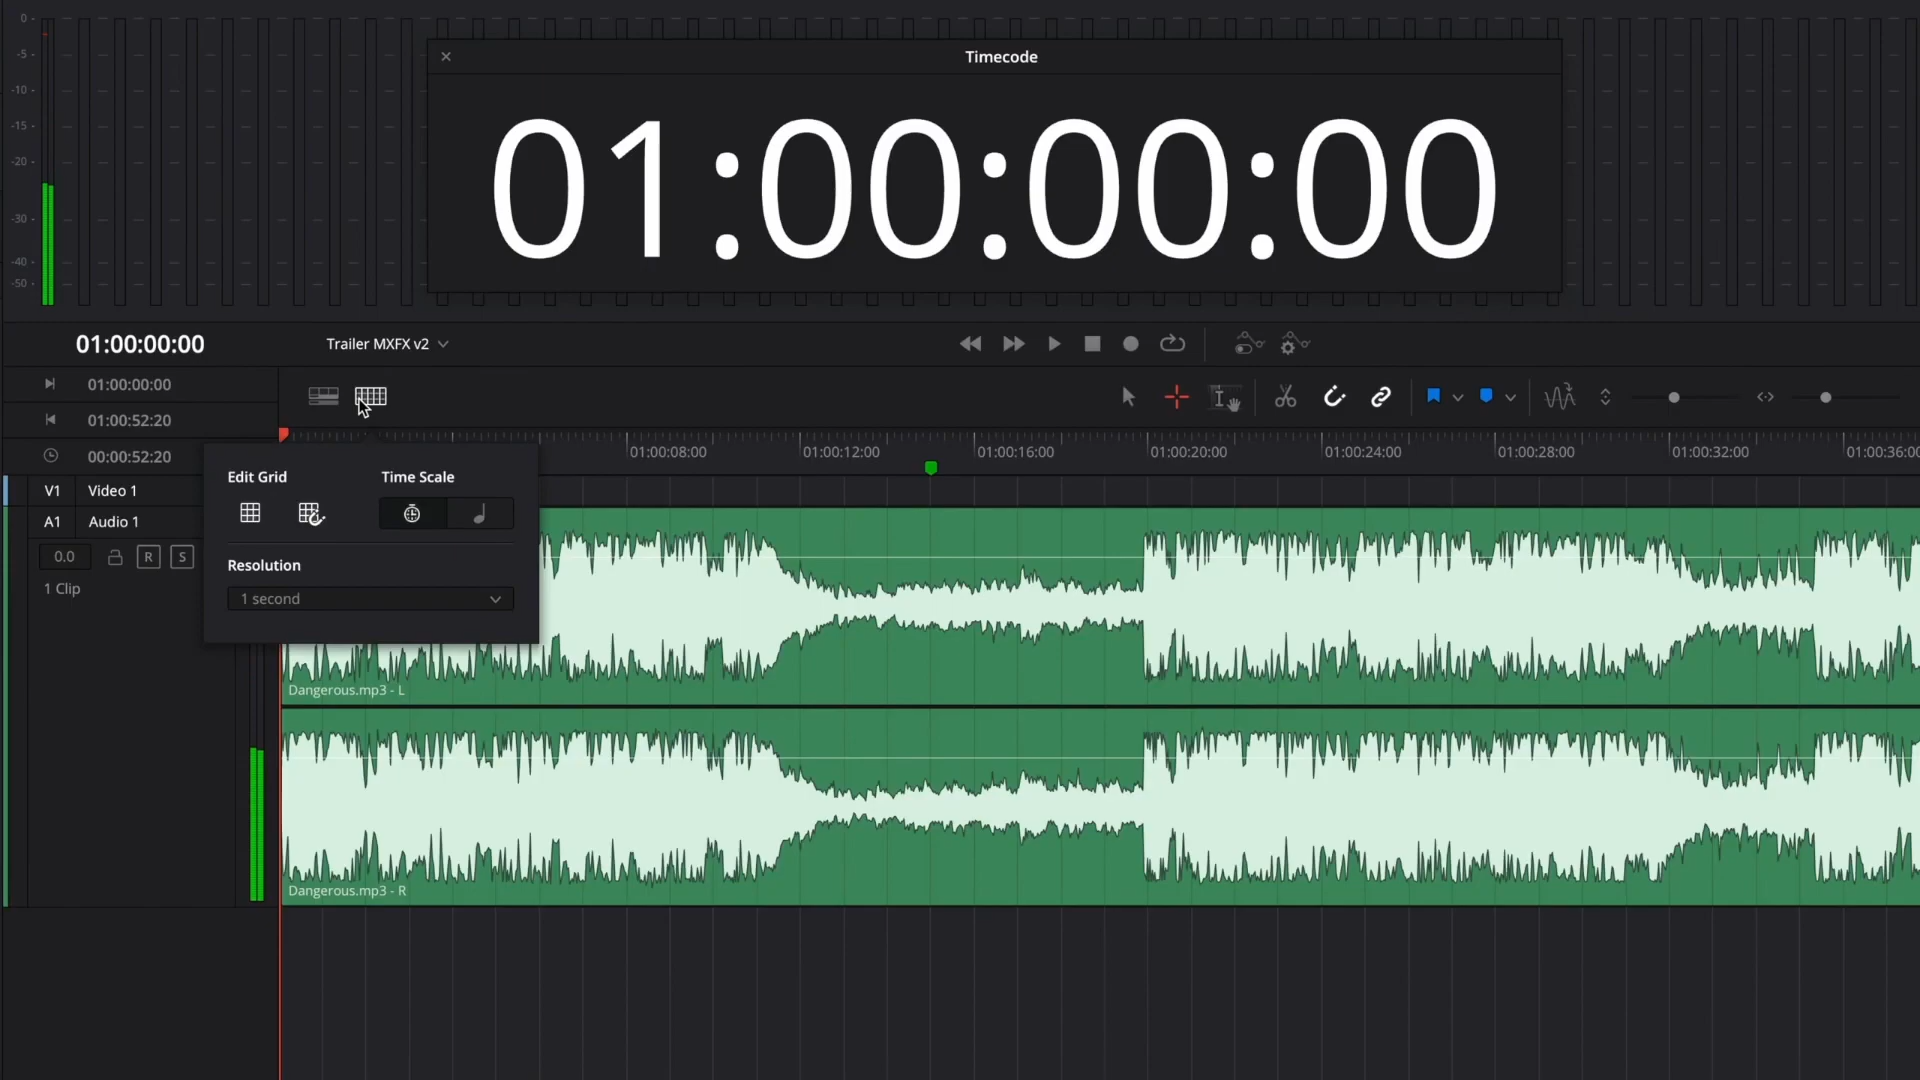 0
-5
-10
-15
-20
-30
-40
-50
Timecode
01:00:00:00
01:00:00:00
Trailer MXFX v2
01:00:00:00
01:00:52:20
00:00:52:20
01:00:08:00
01:00:12:00
01:00:16:00
01:00:20:00
01:00:24:00
01:00:28:00
01:00:32:00
01:00:36:00
V1 Video 1
A1 Audio 1
0.0 R S
1 Clip
Edit Grid
Time Scale
Resolution
1 second
Dangerous.mp3 - L
Dangerous.mp3 - R